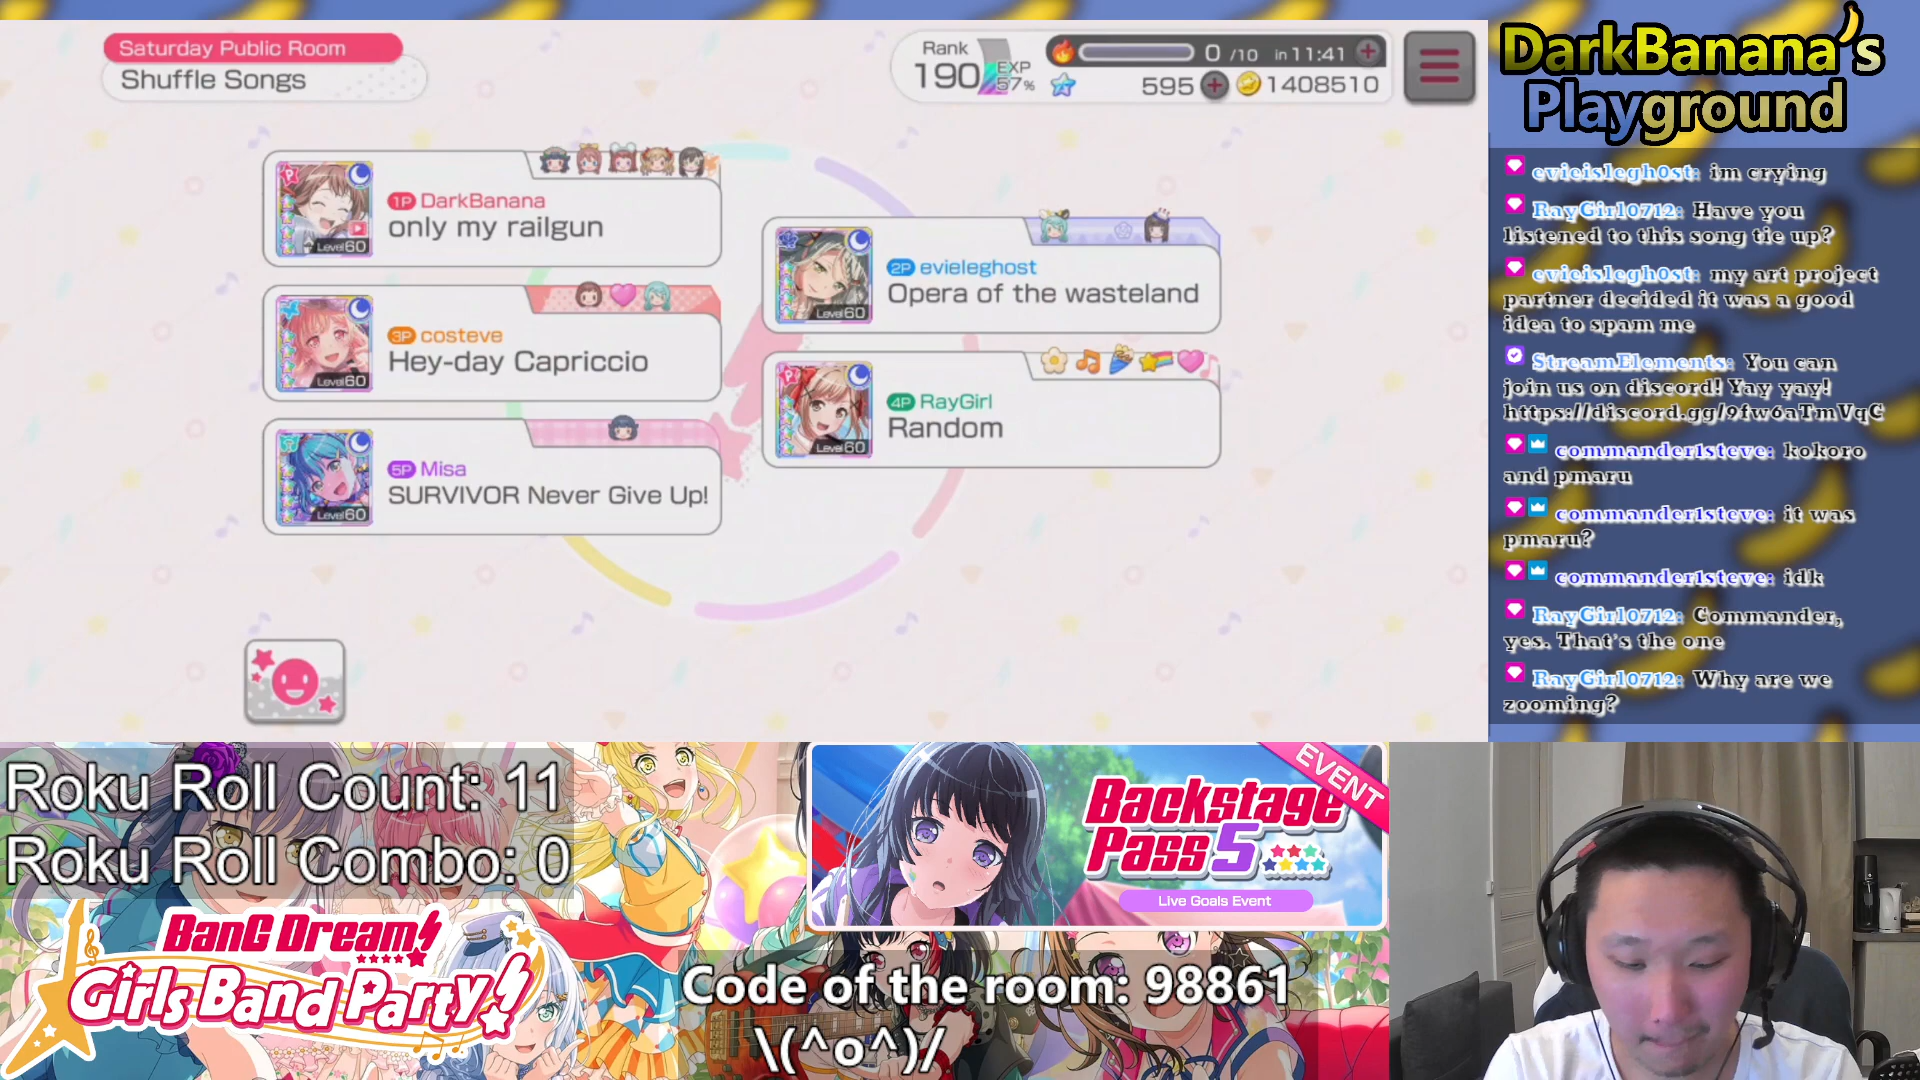 Saturday Public Room
Shuffle Songs
Rank
190
EXP
57%
0 /10 in 11:41
595
1408510
1P DarkBanana
only my railgun
Level 60
2P evieleghost
Opera of the wasteland
Level 60
3P costeve
Hey-day Capriccio
Level 60
4P RayGirl
Random
Level 60
5P Misa
SURVIVOR Never Give Up!
Level 60
DarkBanana's
Playground
evieislegh0st: im crying
RayGirl0712: Have you
listened to this song tie up?
evieislegh0st: my art project
partner decided it was a good
idea to spam me
StreamElements: You can
join us on discord! Yay yay!
https://discord.gg/9fw6aTmVqC
commander1steve: kokoro
and pmaru
commander1steve: it was
pmaru?
commander1steve: idk
RayGirl0712: Commander,
yes. That's the one
RayGirl0712: Why are we
zooming?
Roku Roll Count: 11
Roku Roll Combo: 0
BanG Dream!
Girls Band Party!
EVENT
Backstage
Pass 5
Live Goals Event
Code of the room: 98861
\(^o^)/